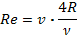 Re = v · 4R/ν